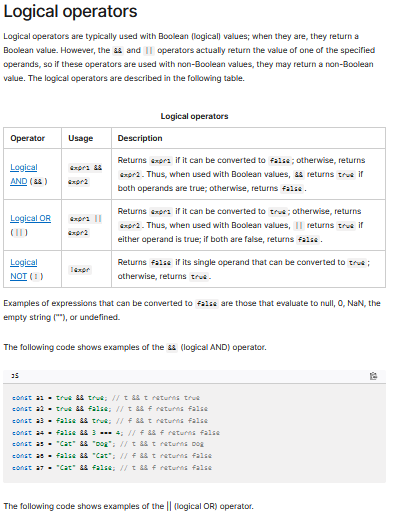 Logical operators
Logical operators are typically used with Boolean (logical) values; when they are, they return a
Boolean value. However, the && and || operators actually return the value of one of the specified
operands, so if these operators are used with non-Boolean values, they may return a non-Boolean
value. The logical operators are described in the following table.
Logical operators
Operator Usage Description
Logical AND (&&) expr1 && expr2 Returns expr1 if it can be converted to false; otherwise, returns
expr2. Thus, when used with Boolean values, && returns true if
both operands are true; otherwise, returns false.
Logical OR (||) expr1 || expr2 Returns expr1 if it can be converted to true; otherwise, returns
expr2. Thus, when used with Boolean values, || returns true if
either operand is true; if both are false, returns false.
Logical NOT (!) !expr Returns false if its single operand that can be converted to true;
otherwise, returns true.
Examples of expressions that can be converted to false are those that evaluate to null, 0, NaN, the
empty string (""), or undefined.
The following code shows examples of the && (logical AND) operator.
JS
const a1 = true && true; // t && t returns true
const a2 = true && false; // t && f returns false
const a3 = false && true; // f && t returns false
const a4 = false && 3 === 4; // f && f returns false
const a5 = "Cat" && "Dog"; // t && t returns Dog
const a6 = false && "Cat"; // f && t returns false
const a7 = "Cat" && false; // t && f returns false
The following code shows examples of the || (logical OR) operator.